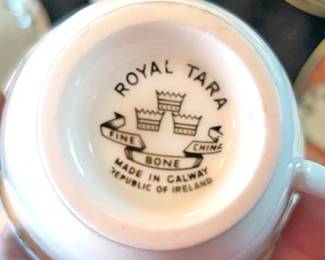 ROYAL TARA
FINE BONE CHINA
MADE IN GALWAY
REPUBLIC OF IRELAND